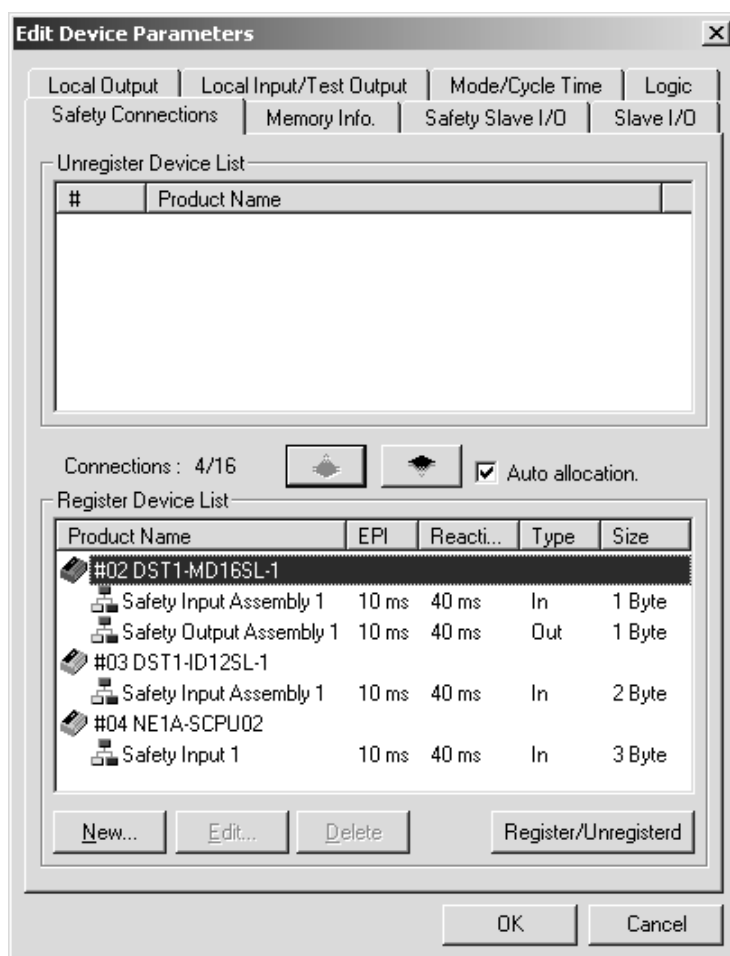 Edit Device Parameters
Local Output Local Input/Test Output Mode/Cycle Time Logic
Safety Connections Memory Info. Safety Slave I/O Slave I/O
Unregister Device List
# Product Name
Connections : 4/16 Auto allocation.
Register Device List
Product Name EPI Reacti... Type Size
#02 DST1-MD16SL-1
Safety Input Assembly 1 10 ms 40 ms In 1 Byte
Safety Output Assembly 1 10 ms 40 ms Out 1 Byte
#03 DST1-ID12SL-1
Safety Input Assembly 1 10 ms 40 ms In 2 Byte
#04 NE1A-SCPU02
Safety Input 1 10 ms 40 ms In 3 Byte
New... Edit... Delete Register/Unregisterd
OK Cancel